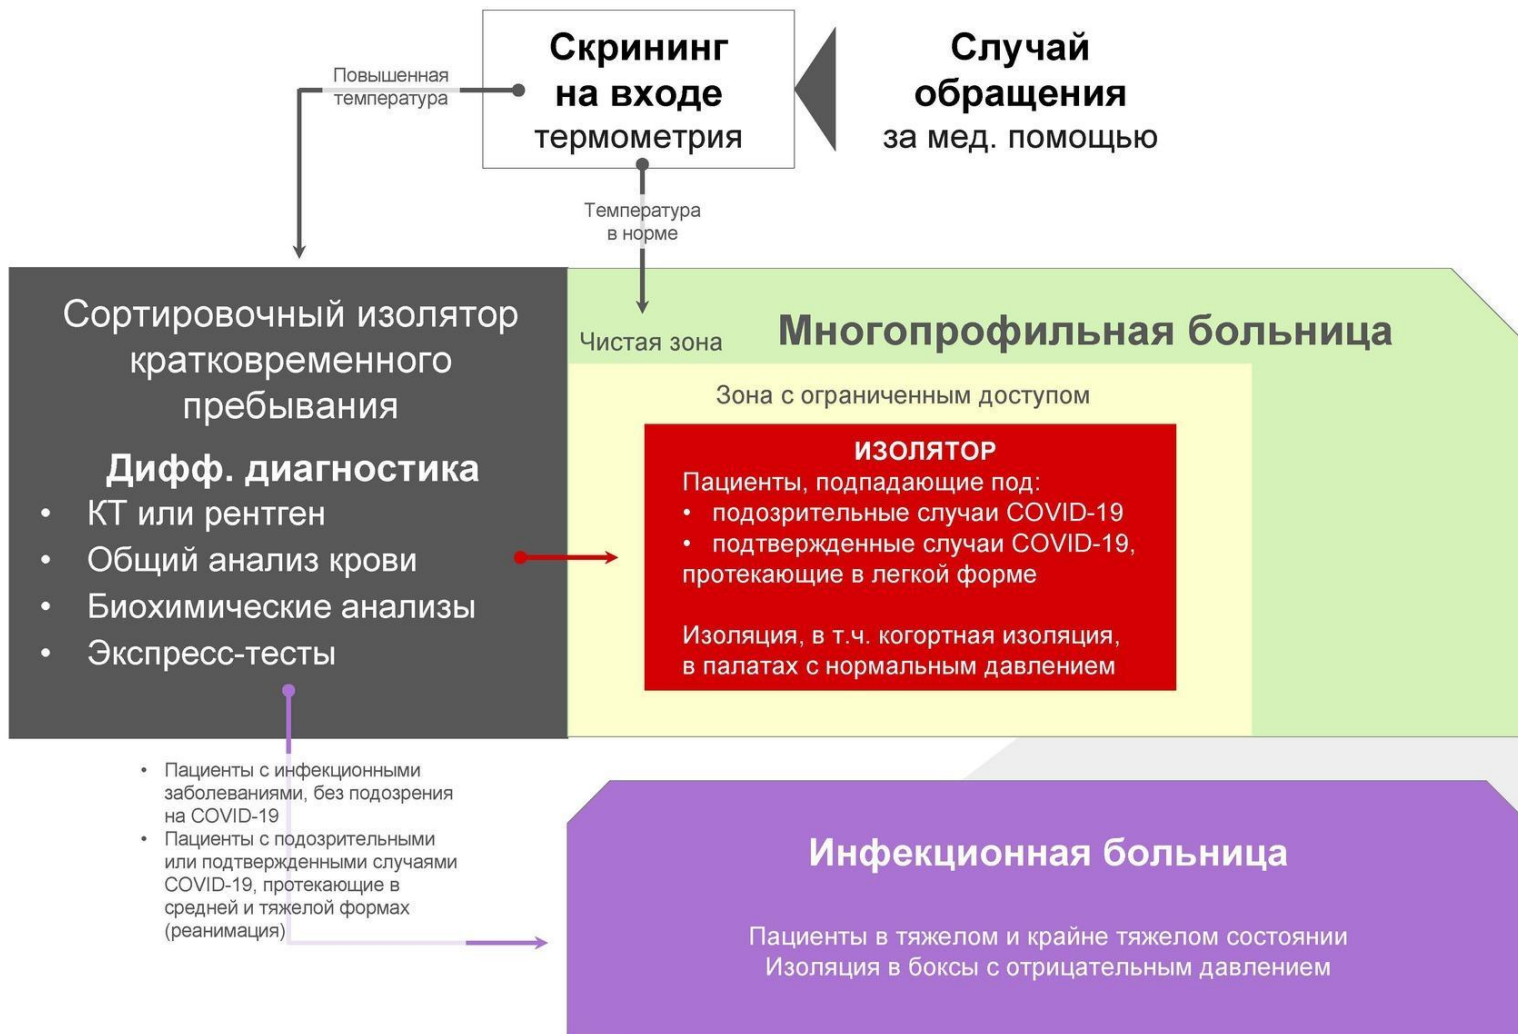 Скрининг
на входе
термометрия
Случай
обращения
за мед. помощью
Повышенная
температура
Температура
в норме
Сортировочный изолятор
кратковременного
пребывания
Дифф. диагностика
• КТ или рентген
• Общий анализ крови
• Биохимические анализы
• Экспресс-тесты
Чистая зона
Многопрофильная больница
Зона с ограниченным доступом
ИЗОЛЯТОР
Пациенты, подпадающие под:
• подозрительные случаи COVID-19
• подтвержденные случаи COVID-19,
протекающие в легкой форме
Изоляция, в т.ч. когортная изоляция,
в палатах с нормальным давлением
• Пациенты с инфекционными
заболеваниями, без подозрения
на COVID-19
• Пациенты с подозрительными
или подтвержденными случаями
COVID-19, протекающие в
средней и тяжелой формах
(реанимация)
Инфекционная больница
Пациенты в тяжелом и крайне тяжелом состоянии
Изоляция в боксы с отрицательным давлением